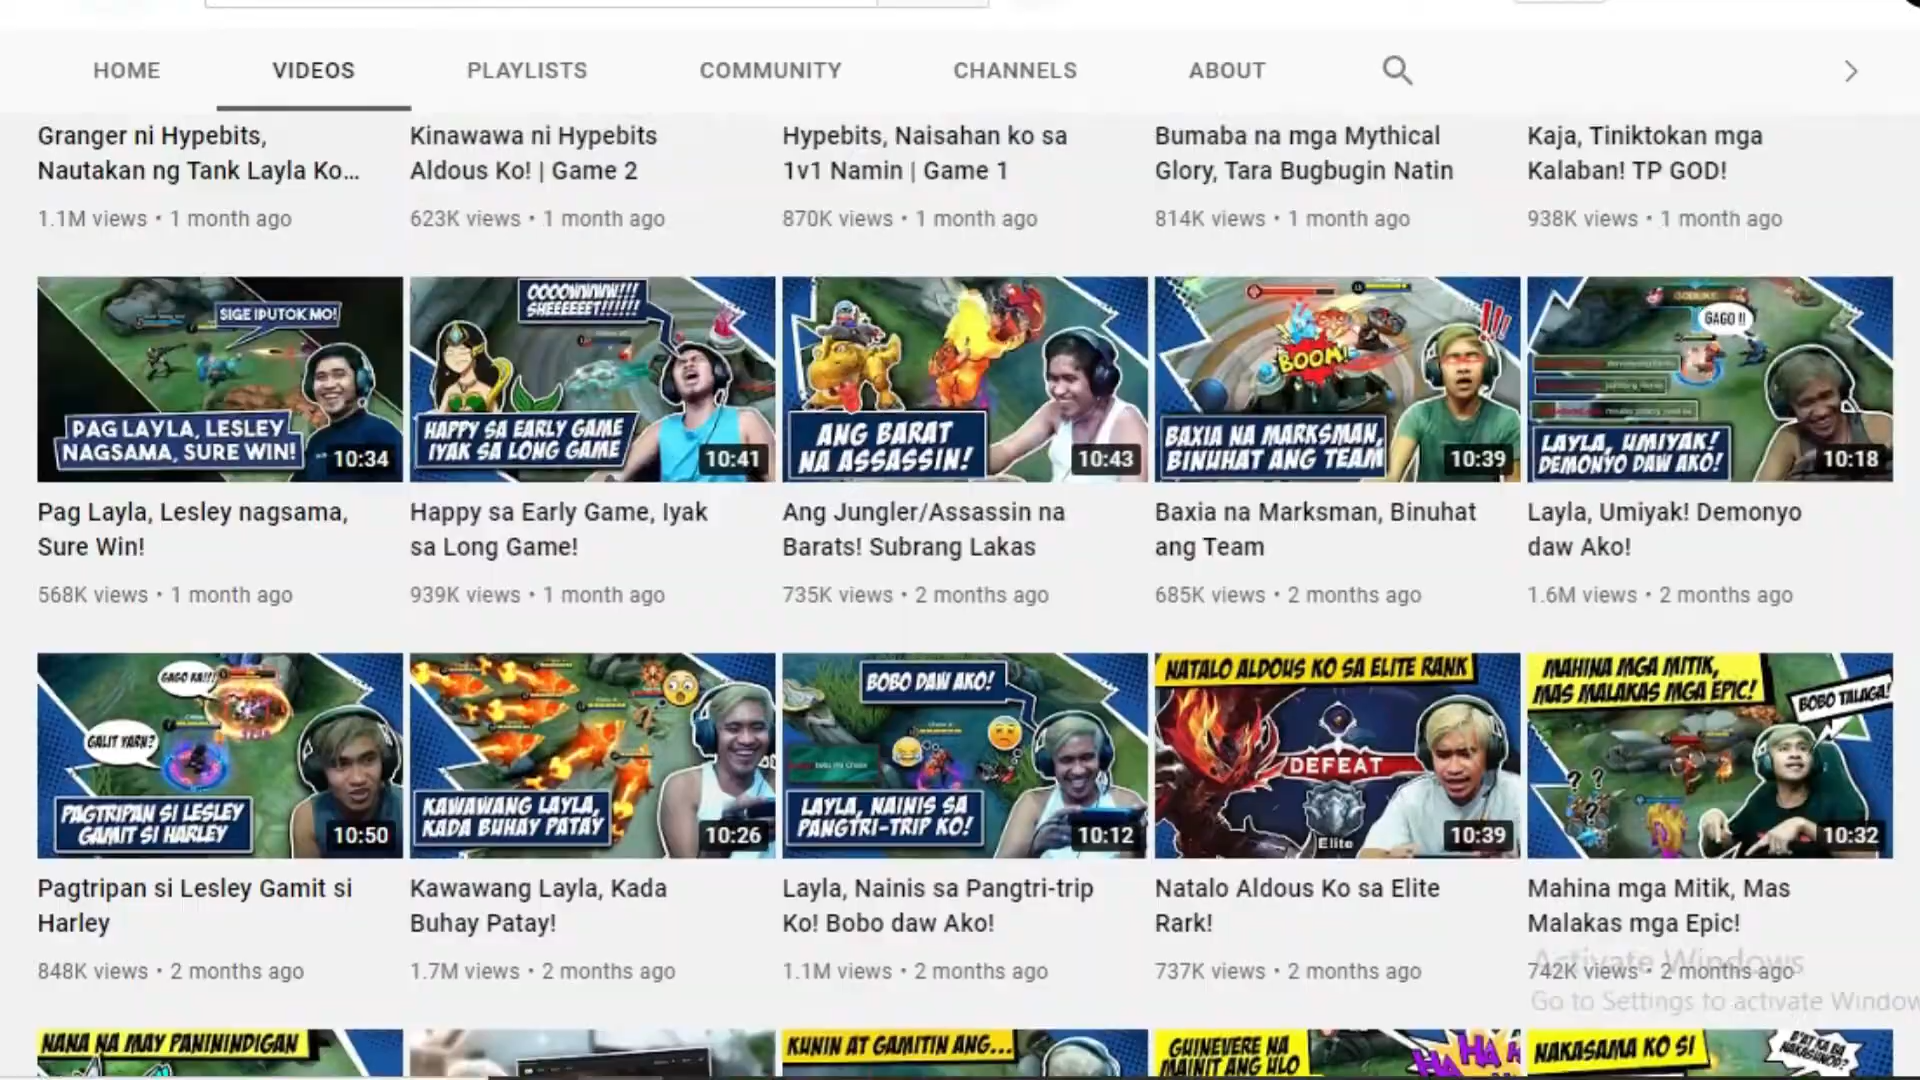 HOME VIDEOS PLAYLISTS COMMUNITY CHANNELS ABOUT
Granger ni Hypebits,
Nautakan ng Tank Layla Ko...
1.1M views • 1 month ago
Kinawawa ni Hypebits
Aldous Ko! | Game 2
623K views • 1 month ago
Hypebits, Naisahan ko sa
1v1 Namin | Game 1
870K views • 1 month ago
Bumaba na mga Mythical
Glory, Tara Bugbugin Natin
814K views • 1 month ago
Kaja, Tiniktokan mga
Kalaban! TP GOD!
938K views • 1 month ago
SIGE IPUTOK MO!
PAG LAYLA, LESLEY
NAGSAMA, SURE WIN!
10:34
Pag Layla, Lesley nagsama,
Sure Win!
568K views • 1 month ago
OOOOWWWW!!!
SHEEEEEET!!!!!!
HAPPY SA EARLY GAME
IYAK SA LONG GAME
10:41
Happy sa Early Game, Iyak
sa Long Game!
939K views • 1 month ago
ANG BARAT
NA ASSASSIN!
10:43
Ang Jungler/Assassin na
Barats! Subrang Lakas
735K views • 2 months ago
BOOM!
!!!
BAXIA NA MARKSMAN,
BINUHAT ANG TEAM
10:39
Baxia na Marksman, Binuhat
ang Team
685K views • 2 months ago
GAGO !!
LAYLA, UMIYAK!
DEMONYO DAW AKO!
10:18
Layla, Umiyak! Demonyo
daw Ako!
1.6M views • 2 months ago
GAGO KA!!!
GALIT YARN?
PAGTRIPAN SI LESLEY
GAMIT SI HARLEY
10:50
Pagtripan si Lesley Gamit si
Harley
848K views • 2 months ago
KAWAWANG LAYLA,
KADA BUHAY PATAY
10:26
Kawawang Layla, Kada
Buhay Patay!
1.7M views • 2 months ago
BOBO DAW AKO!
LAYLA, NAINIS SA
PANGTRI-TRIP KO!
10:12
Layla, Nainis sa Pangtri-trip
Ko! Bobo daw Ako!
1.1M views • 2 months ago
NATALO ALDOUS KO SA ELITE RANK
DEFEAT
Elite
10:39
Natalo Aldous Ko sa Elite
Rark!
737K views • 2 months ago
MAHINA MGA MITIK,
MAS MALAKAS MGA EPIC!
BOBO TALAGA!
? ?
?
10:32
Mahina mga Mitik, Mas
Malakas mga Epic!
742K views • 2 months ago
Activate Windows
Go to Settings to activate Window
NANA NA MAY PANININDIGAN
KUNIN AT GAMITIN ANG...
GUINEVERE NA
MAINIT ANG ULO
HA HA H
NAKASAMA KO SI